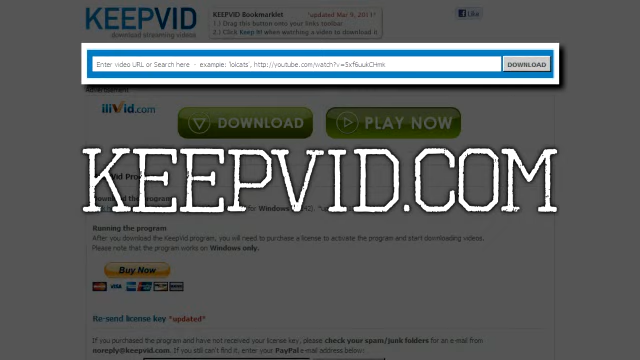 KEEPVID
download streaming videos
KEEPVID Bookmarklet *updated Mar 9, 2011*
1.) Drag this button onto your links toolbar
2.) Click Keep It! when watching a video to download it
Like
Enter video URL or Search here - example: 'lolcats', http://youtube.com/watch?v=5xf6uukCHmk
DOWNLOAD
Advertisement
iliVid.com
DOWNLOAD
PLAY NOW
KEEPVID.COM
Running the program
After you download the KeepVid program, you will need to purchase a license to activate the program and start downloading videos.
Please note that the program works on Windows only.
Buy Now
Re-send license key *updated*
If you purchased the program and have not received your license key, please check your spam/junk folders for an e-mail from
noreply@keepvid.com. If you still can't find it, enter your PayPal e-mail address below: